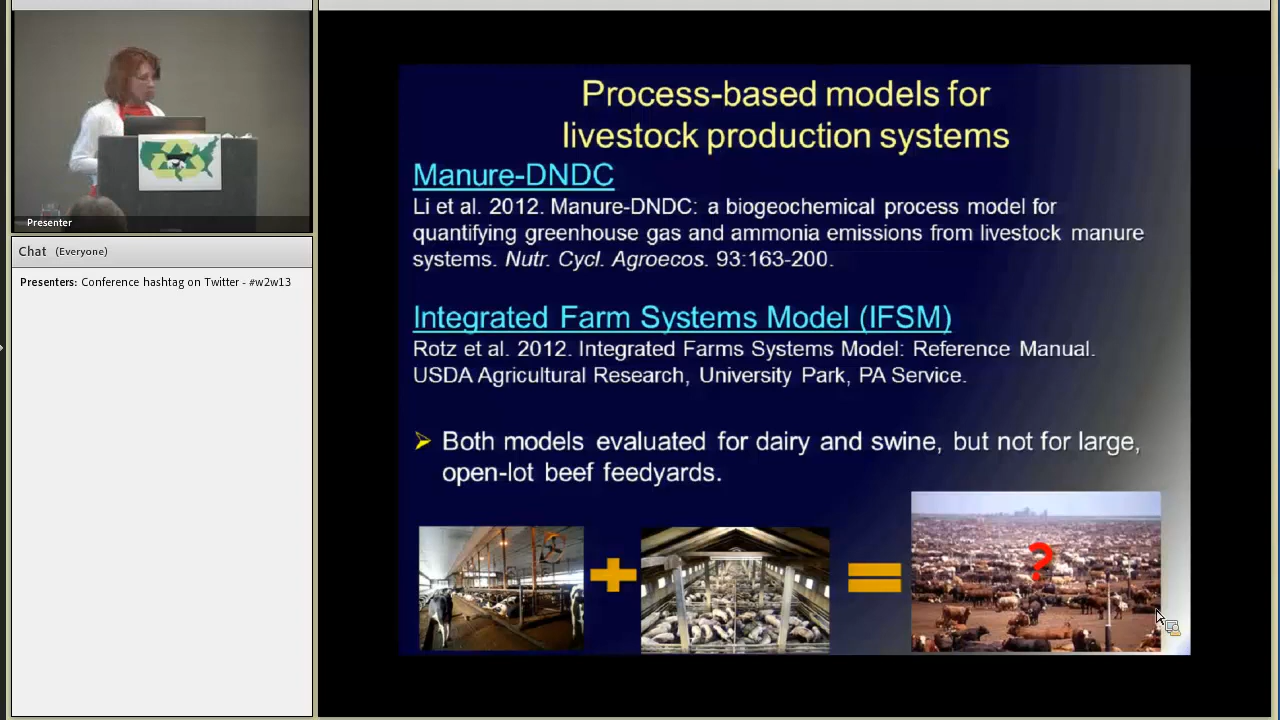 Presenter
Chat (Everyone)
Presenters: Conference hashtag on Twitter - #w2w13
Process-based models for
livestock production systems
Manure-DNDC
Li et al. 2012. Manure-DNDC: a biogeochemical process model for
quantifying greenhouse gas and ammonia emissions from livestock manure
systems. Nutr. Cycl. Agroecos. 93:163-200.
Integrated Farm Systems Model (IFSM)
Rotz et al. 2012. Integrated Farms Systems Model: Reference Manual.
USDA Agricultural Research, University Park, PA Service.
Both models evaluated for dairy and swine, but not for large,
open-lot beef feedyards.
?